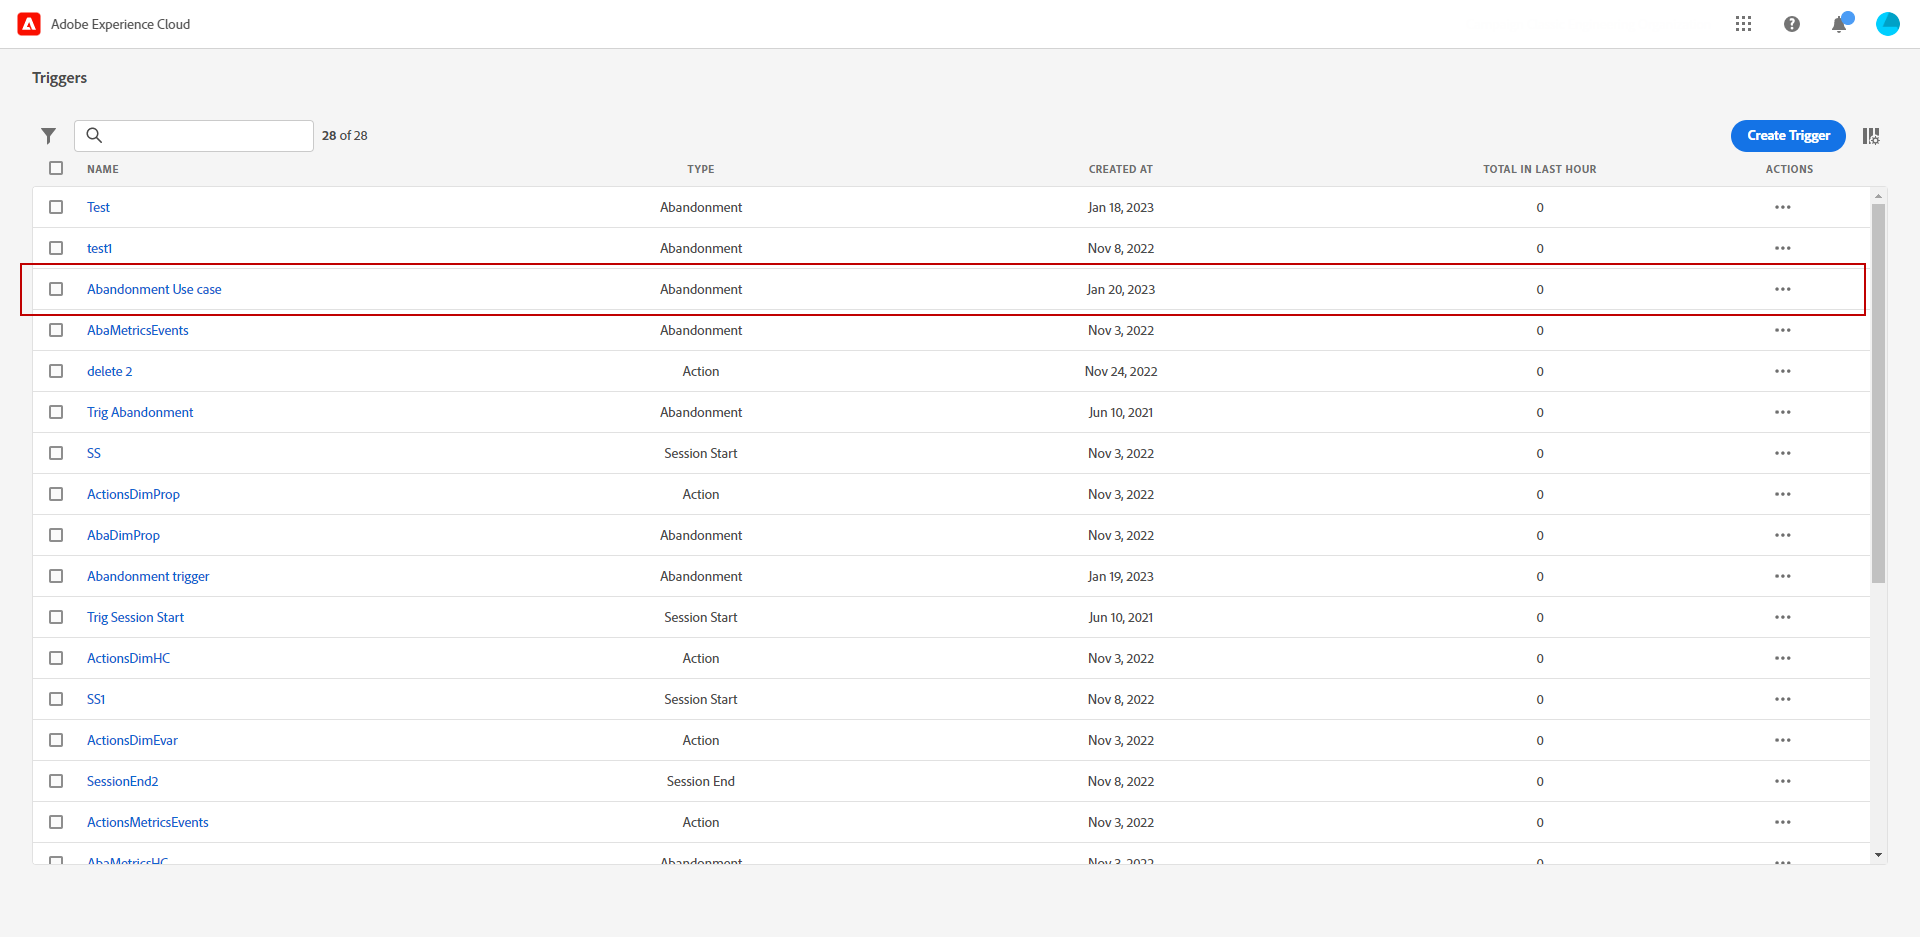 Adobe Experience Cloud
Triggers
28 of 28
Create Trigger
NAME TYPE CREATED AT TOTAL IN LAST HOUR ACTIONS
Test Abandonment Jan 18, 2023 0
test1 Abandonment Nov 8, 2022 0
Abandonment Use case Abandonment Jan 20, 2023 0
AbaMetricsEvents Abandonment Nov 3, 2022 0
delete 2 Action Nov 24, 2022 0
Trig Abandonment Abandonment Jun 10, 2021 0
SS Session Start Nov 3, 2022 0
ActionsDimProp Action Nov 3, 2022 0
AbaDimProp Abandonment Nov 3, 2022 0
Abandonment trigger Abandonment Jan 19, 2023 0
Trig Session Start Session Start Jun 10, 2021 0
ActionsDimHC Action Nov 3, 2022 0
SS1 Session Start Nov 8, 2022 0
ActionsDimEvar Action Nov 3, 2022 0
SessionEnd2 Session End Nov 8, 2022 0
ActionsMetricsEvents Action Nov 3, 2022 0
AbaMetricsHC Abandonment Nov 3, 2022 0